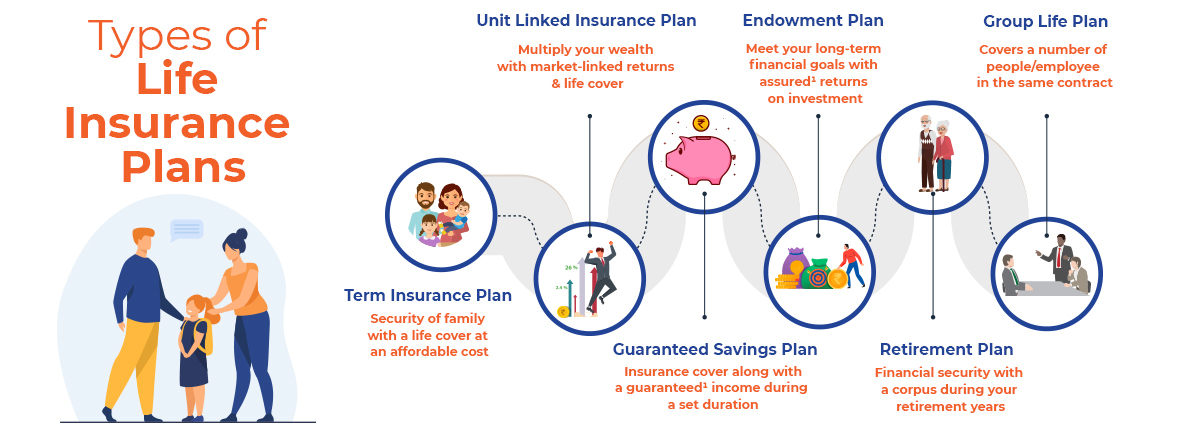 Types of
Life
Insurance
Plans
Term Insurance Plan
Security of family
with a life cover at
an affordable cost
Unit Linked Insurance Plan
Multiply your wealth
with market-linked returns
& life cover
20 %
₹
Guaranteed Savings Plan
Insurance cover along with
a guaranteed¹ income during
a set duration
₹
Endowment Plan
Meet your long-term
financial goals with
assured¹ returns
on investment
₹
Retirement Plan
Financial security with
a corpus during your
retirement years
Group Life Plan
Covers a number of
people/employee
in the same contract